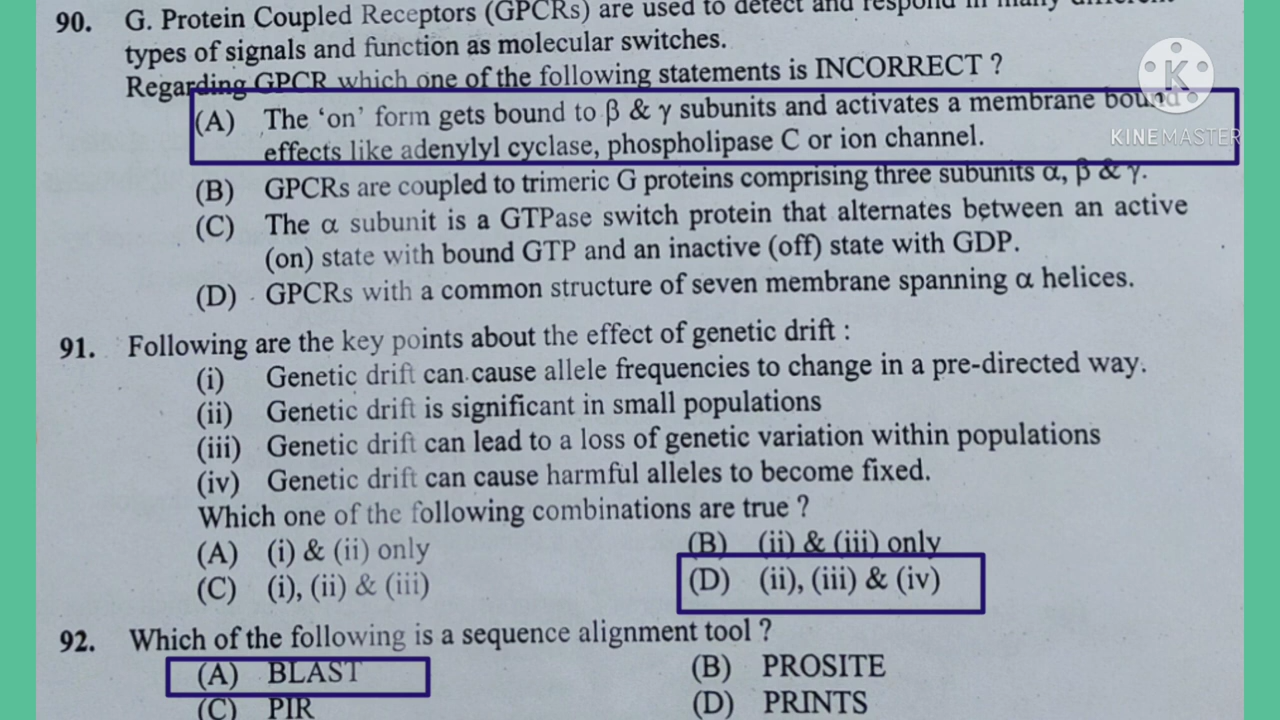 90. G. Protein Coupled Receptors (GPCRs) are used to detect and respond in many different
types of signals and function as molecular switches.
Regarding GPCR which one of the following statements is INCORRECT ?
(A) The ‘on’ form gets bound to β & γ subunits and activates a membrane bound
effects like adenylyl cyclase, phospholipase C or ion channel.
(B) GPCRs are coupled to trimeric G proteins comprising three subunits α, β & γ.
(C) The α subunit is a GTPase switch protein that alternates between an active
(on) state with bound GTP and an inactive (off) state with GDP.
(D) GPCRs with a common structure of seven membrane spanning α helices.
K
KINEMASTER
91. Following are the key points about the effect of genetic drift :
(i) Genetic drift can cause allele frequencies to change in a pre-directed way.
(ii) Genetic drift is significant in small populations
(iii) Genetic drift can lead to a loss of genetic variation within populations
(iv) Genetic drift can cause harmful alleles to become fixed.
Which one of the following combinations are true ?
(A) (i) & (ii) only (B) (ii) & (iii) only
(C) (i), (ii) & (iii) (D) (ii), (iii) & (iv)
92. Which of the following is a sequence alignment tool ?
(A) BLAST (B) PROSITE
(C) PIR (D) PRINTS